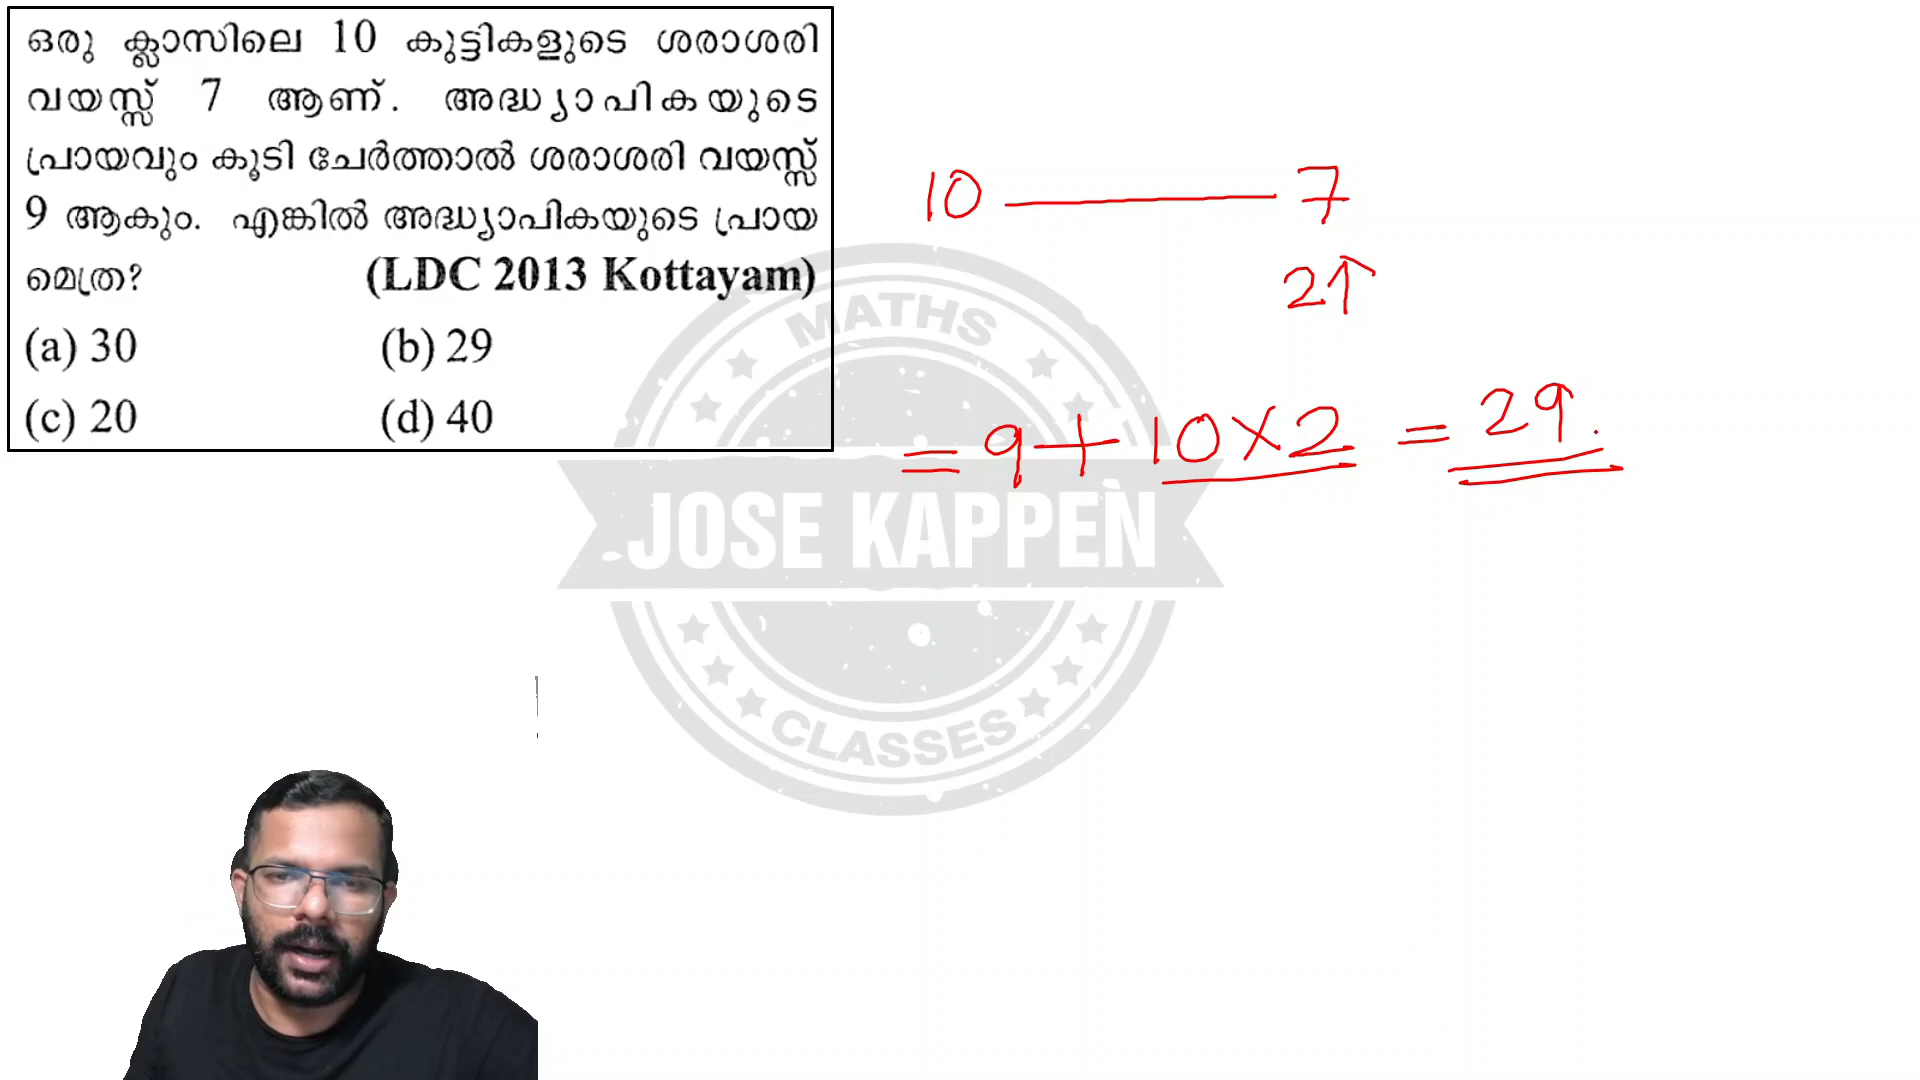 ഒരു ക്ലാസിലെ 10 കുട്ടികളുടെ ശരാശരി
വയസ്സ് 7 ആണ്. അദ്ധ്യാപികയുടെ
പ്രായവും കൂടി ചേർത്താൽ ശരാശരി വയസ്സ്
9 ആകും. എങ്കിൽ അദ്ധ്യാപികയുടെ പ്രായ
മെത്ര? (LDC 2013 Kottayam)
(a) 30 (b) 29
(c) 20 (d) 40
10 — 7
2↑
= 9 + 10 × 2 = 29.
MATHS
JOSE KAPPEN
CLASSES